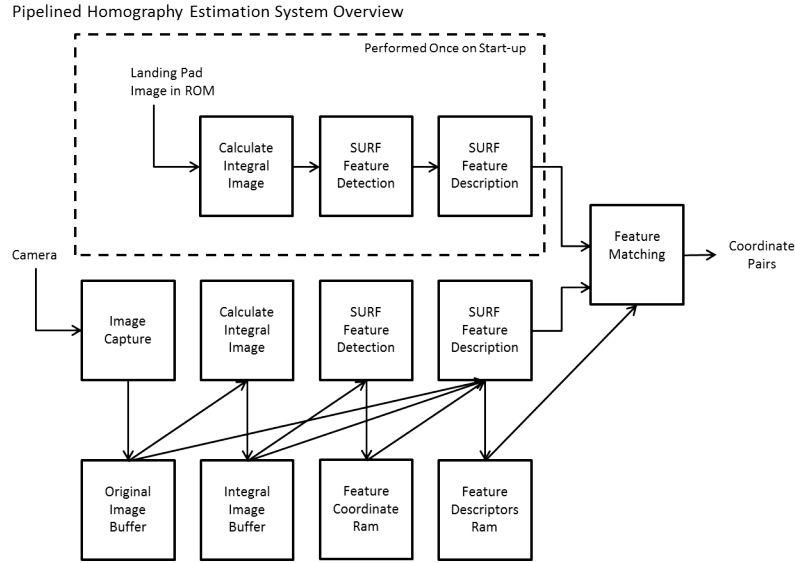 Pipelined Homography Estimation System Overview
Performed Once on Start-up
Landing Pad
Image in ROM
Calculate
Integral
Image
SURF
Feature
Detection
SURF
Feature
Description
Feature
Matching
Coordinate
Pairs
Camera
Image
Capture
Calculate
Integral
Image
SURF
Feature
Detection
SURF
Feature
Description
Original
Image
Buffer
Integral
Image
Buffer
Feature
Coordinate
Ram
Feature
Descriptors
Ram